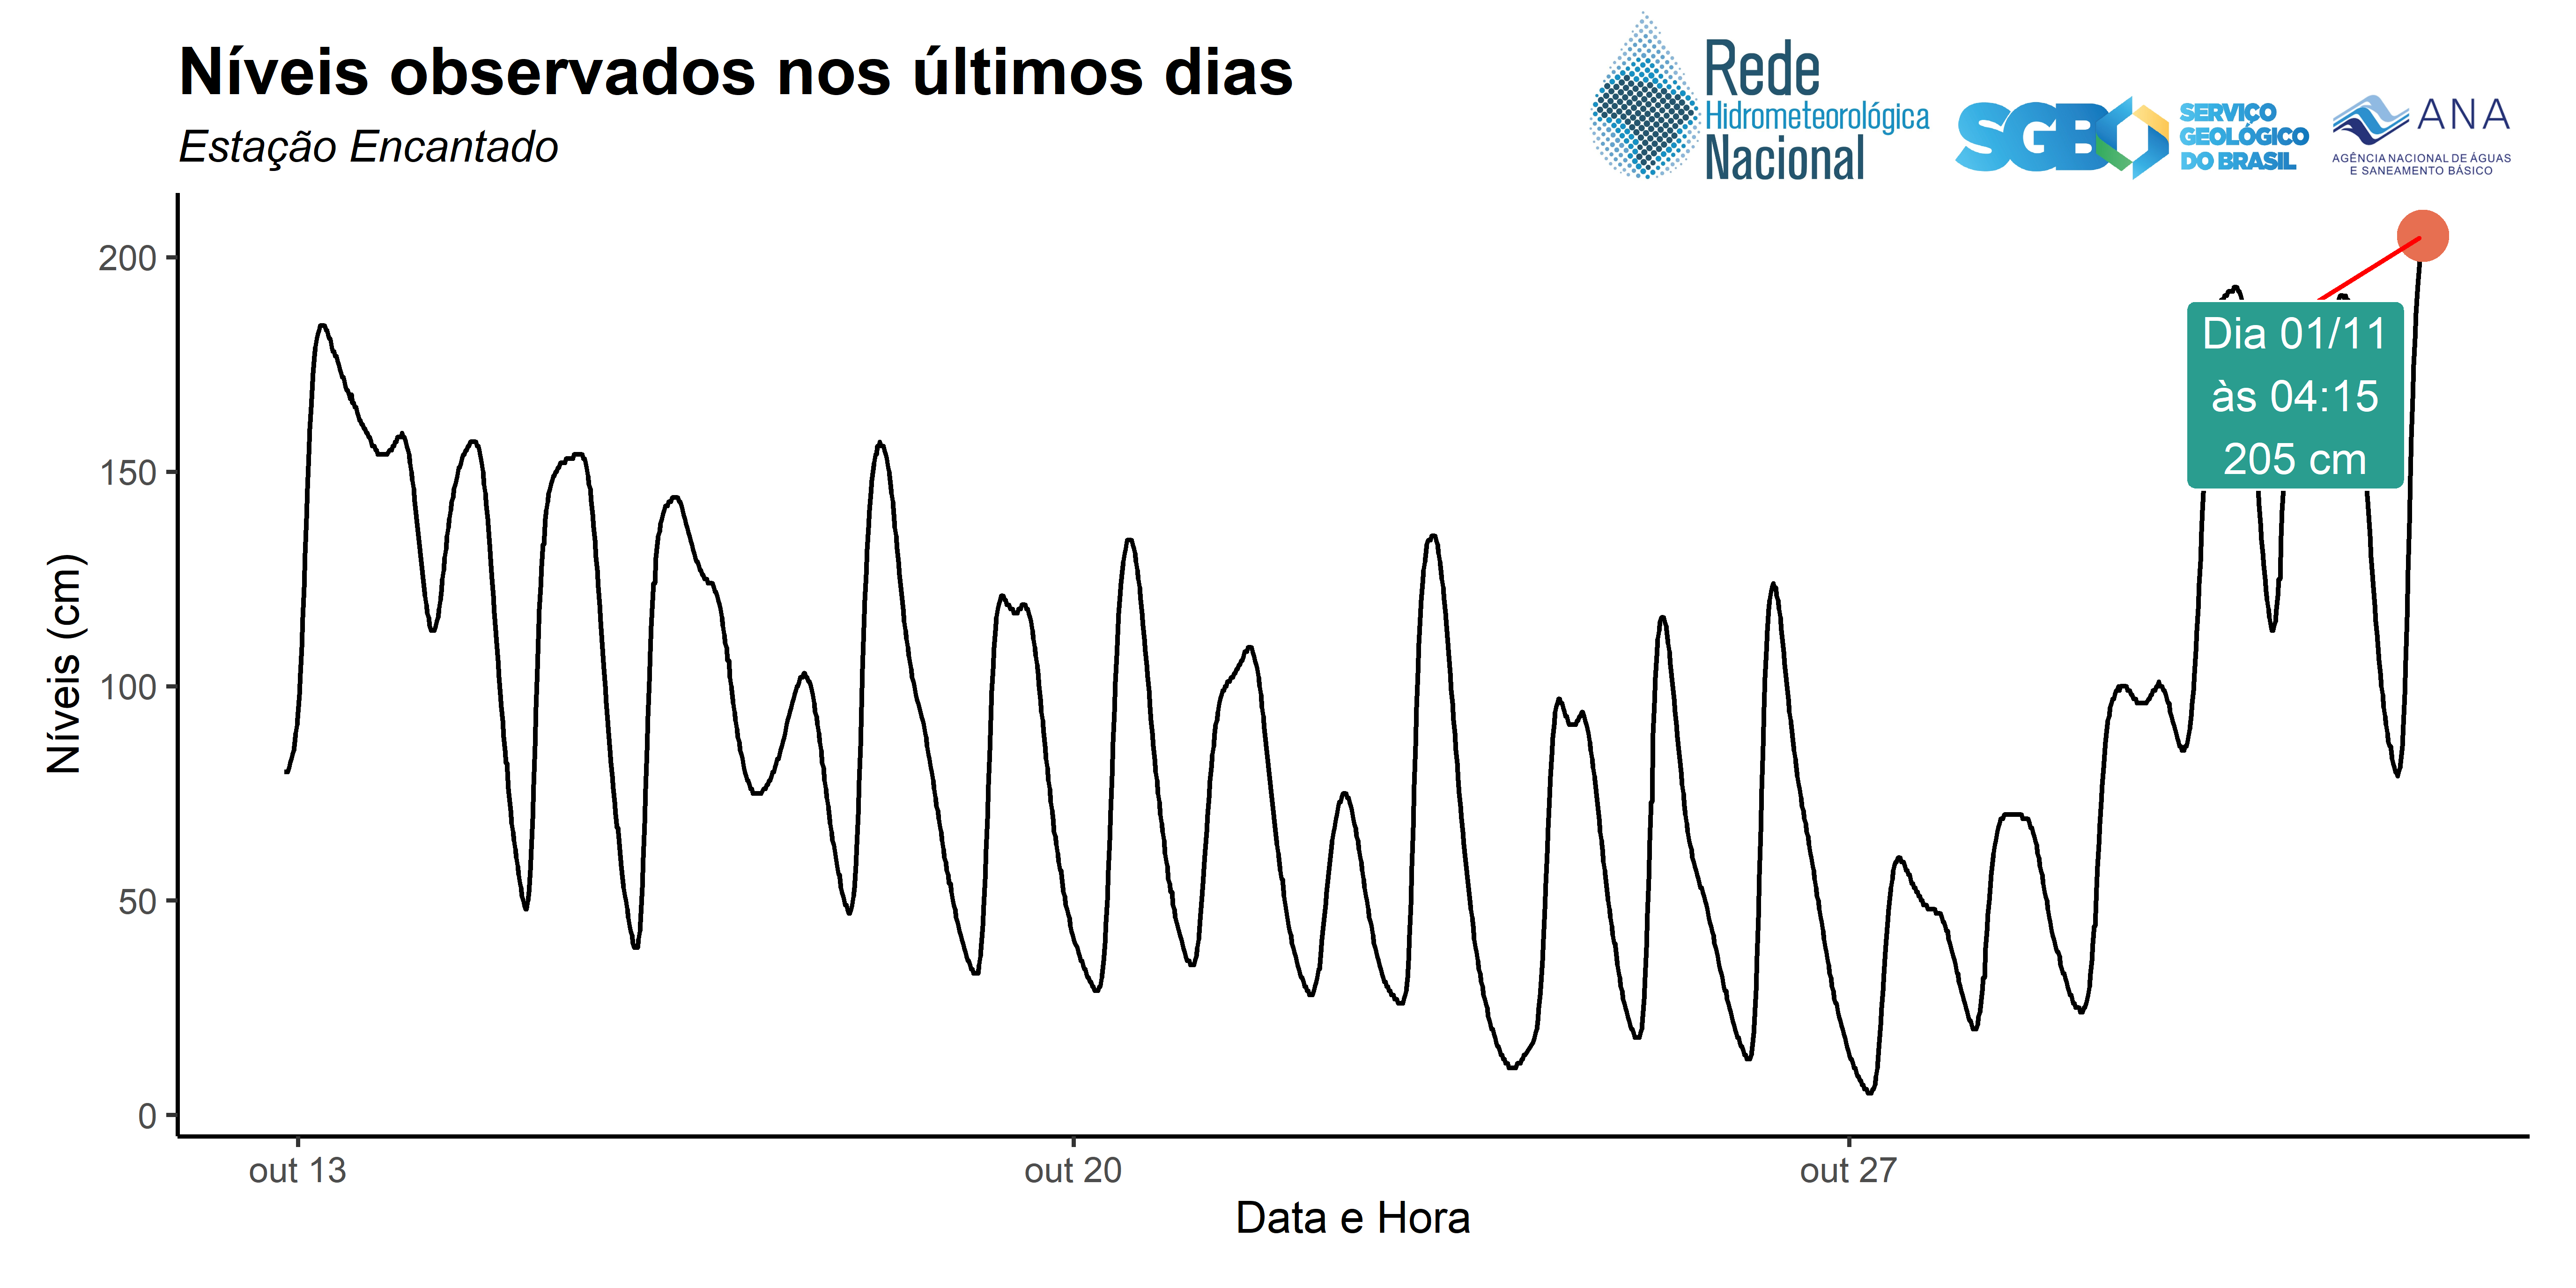 Níveis observados nos últimos dias
Estação Encantado
Rede
Hidrometeorológica
Nacional
SGB
SERVIÇO
GEOLÓGICO
DO BRASIL
ANA
AGÊNCIA NACIONAL DE ÁGUAS
E SANEAMENTO BÁSICO
Níveis (cm)
200
150
100
50
0
Dia 01/11
às 04:15
205 cm
out 13
out 20
out 27
Data e Hora